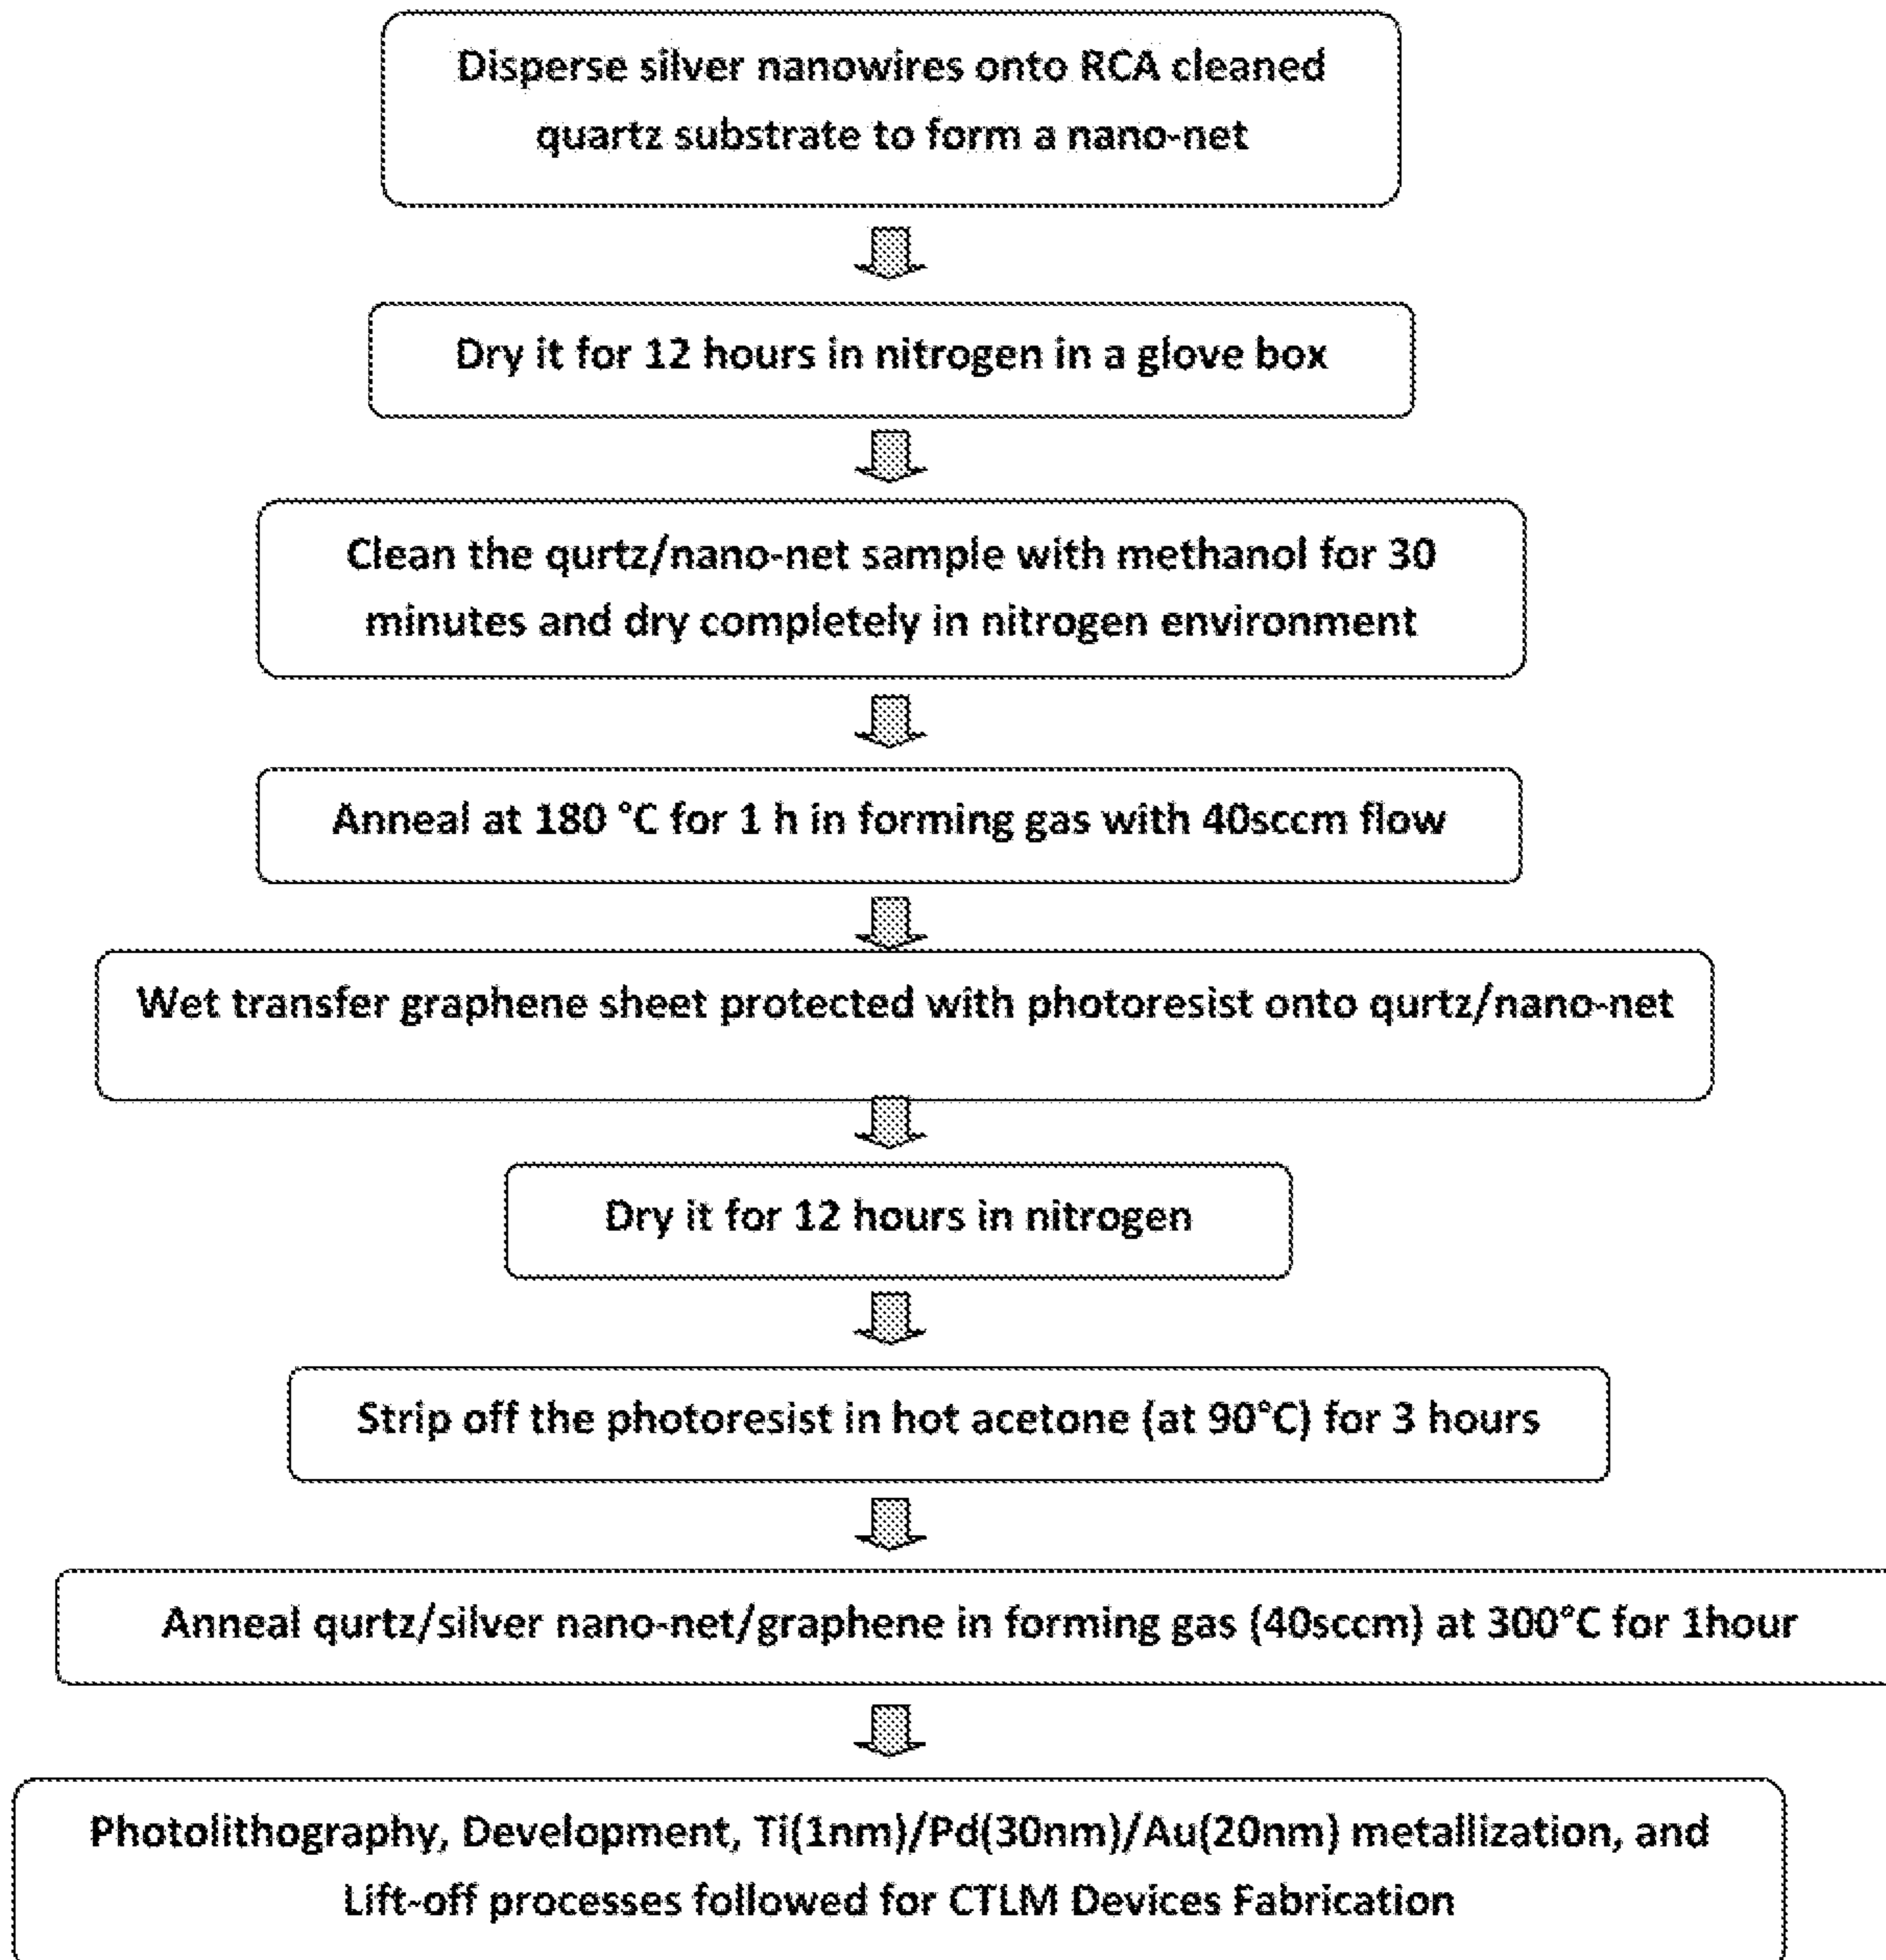 Disperse silver nanowires onto RCA cleaned
quartz substrate to form a nano-net
Dry it for 12 hours in nitrogen in a glove box
Clean the qurtz/nano-net sample with methanol for 30
minutes and dry completely in nitrogen environment
Anneal at 180 °C for 1 h in forming gas with 40sccm flow
Wet transfer graphene sheet protected with photoresist onto qurtz/nano-net
Dry it for 12 hours in nitrogen
Strip off the photoresist in hot acetone (at 90°C) for 3 hours
Anneal qurtz/silver nano-net/graphene in forming gas (40sccm) at 300°C for 1hour
Photolithography, Development, Ti(1nm)/Pd(30nm)/Au(20nm) metallization, and
Lift-off processes followed for CTLM Devices Fabrication